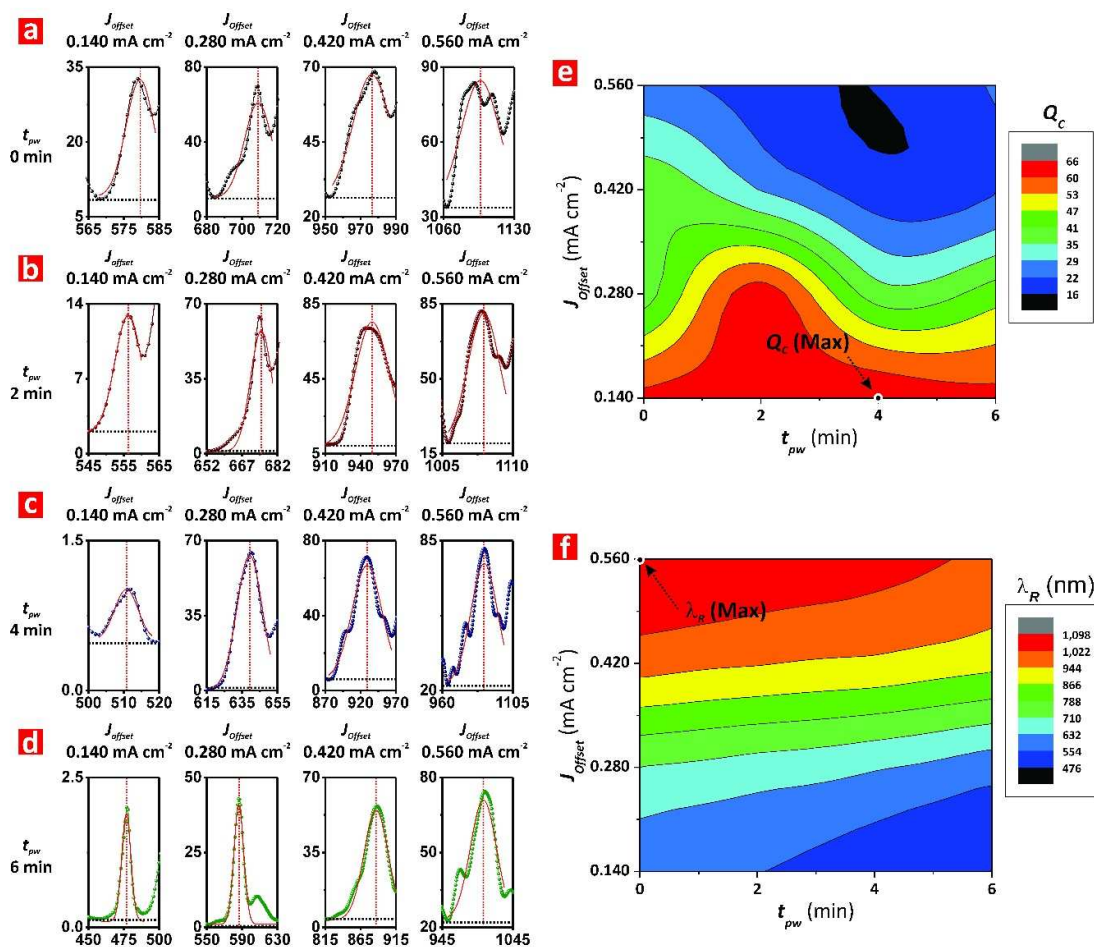 a
J_Offset J_Offset J_Offset J_Offset
0.140 mA cm⁻² 0.280 mA cm⁻² 0.420 mA cm⁻² 0.560 mA cm⁻²
t_pw
0 min
35
20
5
565 575 585
80
60
40
20
0
680 700 720
70
45
20
950 970 990
90
60
30
1060 1130
b
J_Offset J_Offset J_Offset J_Offset
0.140 mA cm⁻² 0.280 mA cm⁻² 0.420 mA cm⁻² 0.560 mA cm⁻²
t_pw
2 min
14
7
0
545 555 565
70
35
0
652 667 682
85
45
5
910 940 970
85
50
15
1005 1110
c
J_Offset J_Offset J_Offset J_Offset
0.140 mA cm⁻² 0.280 mA cm⁻² 0.420 mA cm⁻² 0.560 mA cm⁻²
t_pw
4 min
1.5
0.0
500 510 520
70
35
0
615 635 655
80
40
0
870 920 970
85
20
960 1105
d
J_Offset J_Offset J_Offset J_Offset
0.140 mA cm⁻² 0.280 mA cm⁻² 0.420 mA cm⁻² 0.560 mA cm⁻²
t_pw
6 min
2.5
0.0
450 475 500
50
25
0
550 590 630
70
35
0
815 865 915
80
50
20
945 1045
e
0.560
0.420
0.280
0.140
J_Offset (mA cm⁻²)
Q_c (Max)
0 2 4 6
t_pw (min)
Q_c
66
60
53
47
41
35
29
22
16
f
0.560
0.420
0.280
0.140
J_Offset (mA cm⁻²)
λ_R (Max)
0 2 4 6
t_pw (min)
λ_R (nm)
1,098
1,022
944
866
788
710
632
554
476